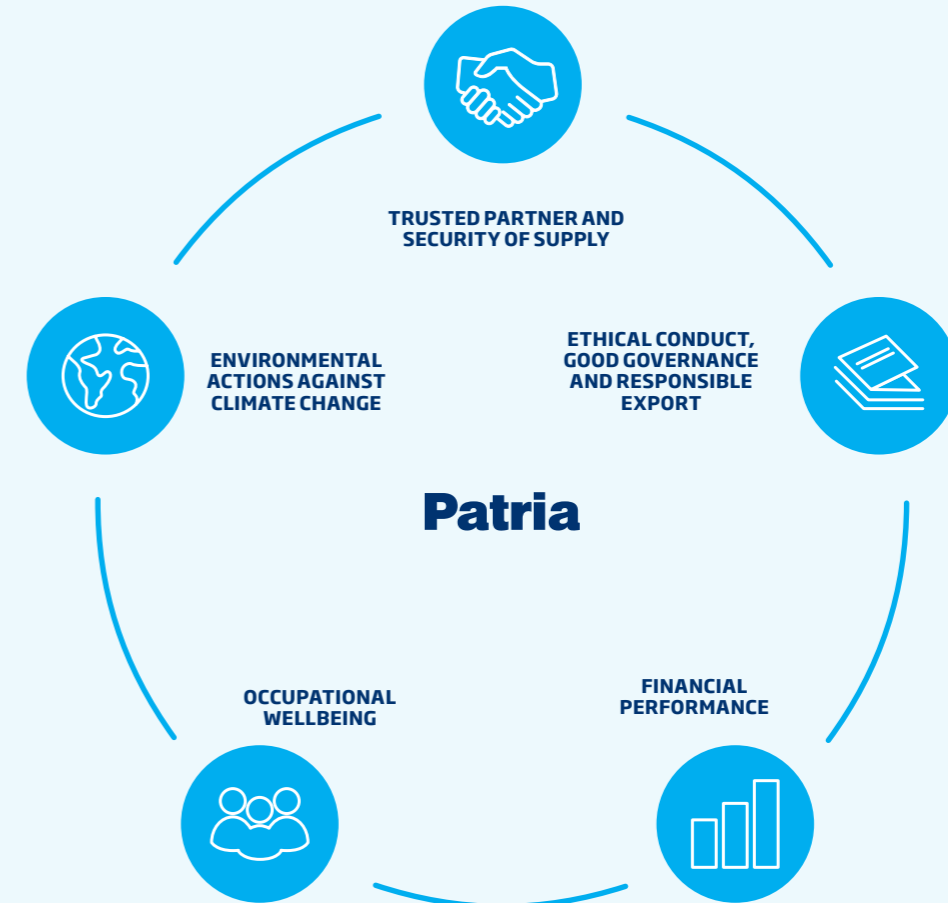 TRUSTED PARTNER AND
SECURITY OF SUPPLY
ETHICAL CONDUCT,
GOOD GOVERNANCE
AND RESPONSIBLE
EXPORT
ENVIRONMENTAL
ACTIONS AGAINST
CLIMATE CHANGE
Patria
OCCUPATIONAL
WELLBEING
FINANCIAL
PERFORMANCE